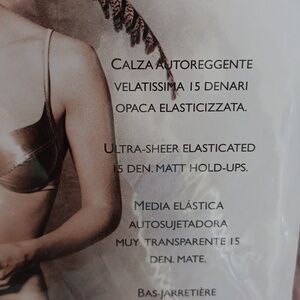 CALZA AUTOREGGENTE
VELATISSIMA 15 DENARI
OPACA ELASTICIZZATA.
ULTRA-SHEER ELASTICATED
15 DEN. MATT HOLD-UPS.
MEDIA ELÁSTICA
AUTOSUJETADORA
MUY TRANSPARENTE 15
DEN. MATE.
BAS-JARRETIÈRE